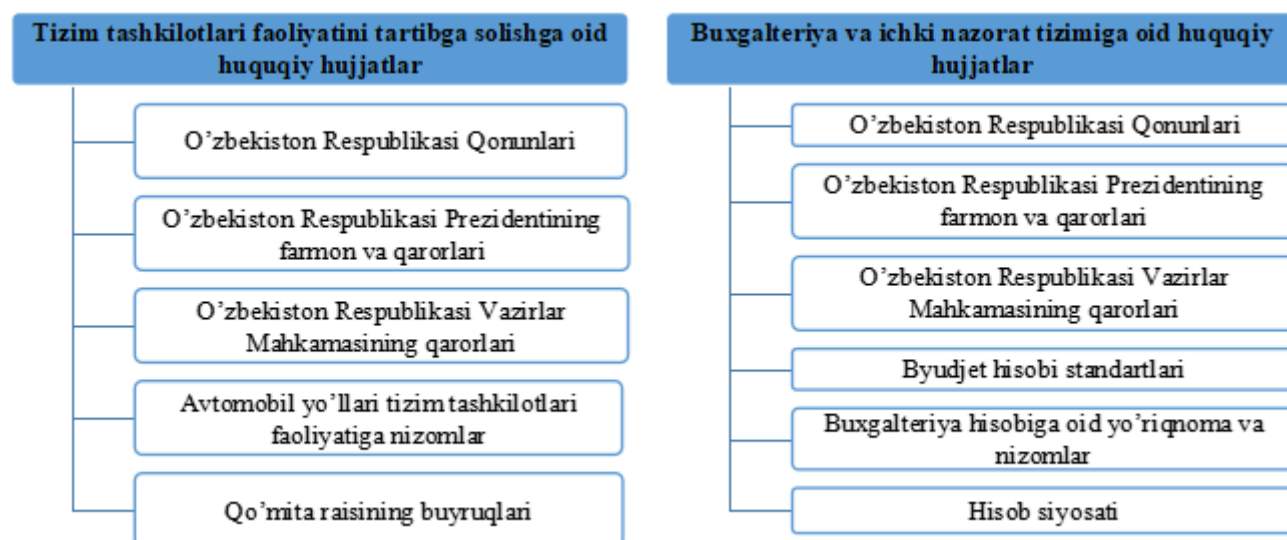 Tizim tashkilotlari faoliyatini tartibga solishga oid
huquqiy hujjatlar
O’zbekiston Respublikasi Qonunlari
O’zbekiston Respublikasi Prezidentining
farmon va qarorlari
O’zbekiston Respublikasi Vazirlar
Mahkamasining qarorlari
Avtomobil yo’llari tizim tashkilotlari
faoliyatiga nizomlar
Qo’mita raisining buyruqlari
Buxgalteriya va ichki nazorat tizimiga oid huquqiy
hujjatlar
O’zbekiston Respublikasi Qonunlari
O’zbekiston Respublikasi Prezidentining
farmon va qarorlari
O’zbekiston Respublikasi Vazirlar
Mahkamasining qarorlari
Byudjet hisobi standartlari
Buxgalteriya hisobiga oid yo’riqnoma va
nizomlar
Hisob siyosati